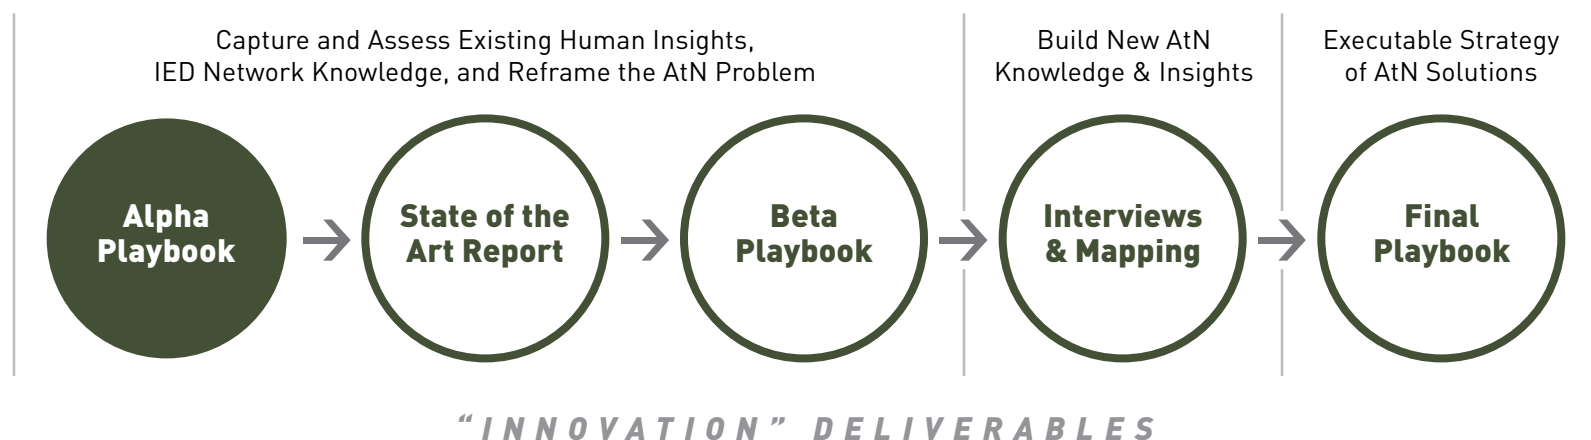 Capture and Assess Existing Human Insights,
IED Network Knowledge, and Reframe the AtN Problem
Build New AtN
Knowledge & Insights
Executable Strategy
of AtN Solutions
Alpha
Playbook
State of the
Art Report
Beta
Playbook
Interviews
& Mapping
Final
Playbook
“INNOVATION” DELIVERABLES